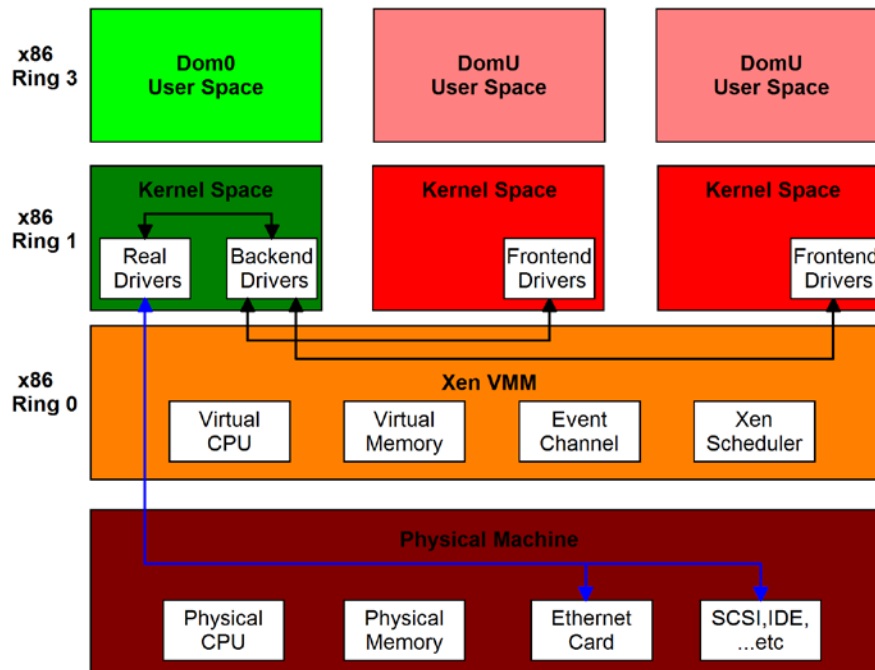 x86
Ring 3
Dom0
User Space
DomU
User Space
DomU
User Space
x86
Ring 1
Kernel Space
Real
Drivers
Backend
Drivers
Kernel Space
Frontend
Drivers
Kernel Space
Frontend
Drivers
x86
Ring 0
Xen VMM
Virtual
CPU
Virtual
Memory
Event
Channel
Xen
Scheduler
Physical Machine
Physical
CPU
Physical
Memory
Ethernet
Card
SCSI,IDE,
...etc